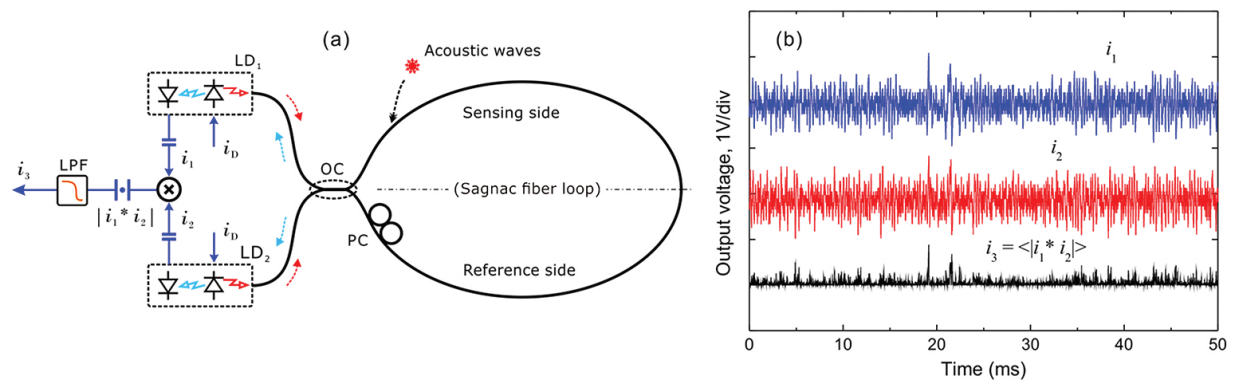 (a)
Acoustic waves
LD1
Sensing side
i1
iD
i3
LPF
OC
(Sagnac fiber loop)
|i1* i2|
i2
iD
PC
LD2
Reference side
(b)
i1
i2
i3 = <|i1* i2|>
Output voltage, 1V/div
0 10 20 30 40 50
Time (ms)